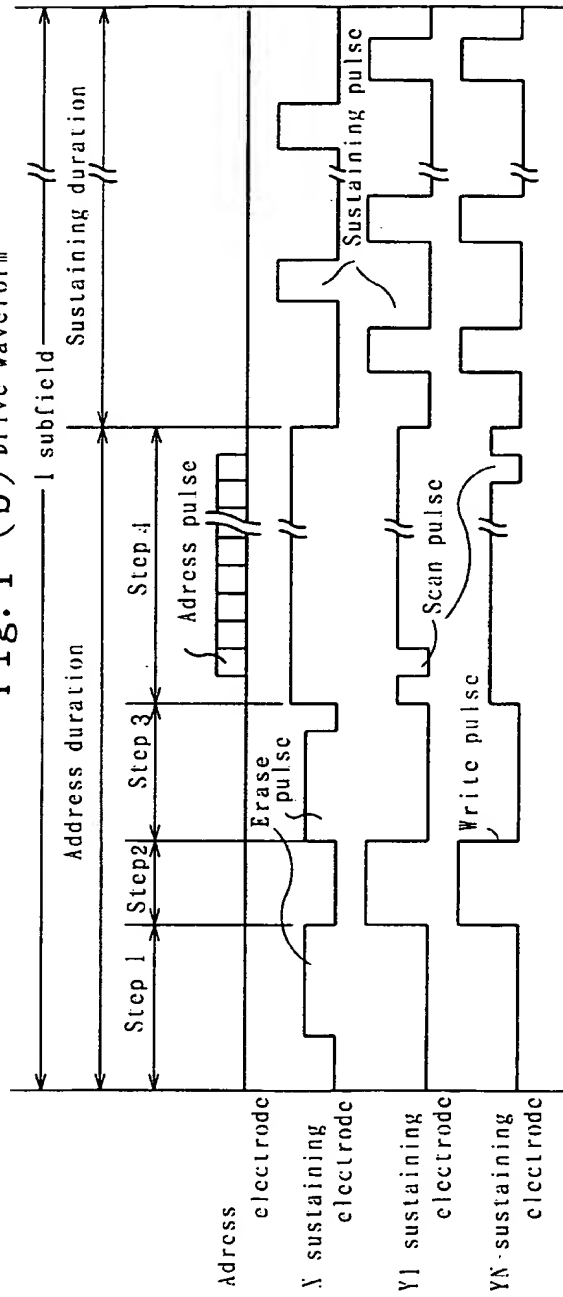 Fig. 1 (b) Drive waveform
1 subfield
Address duration
Sustaining duration
Step 1
Step2
Step 3
Step 4
Adress pulse
Erase pulse
Scan pulse
Write pulse
Sustaining pulse
Adress
electrode
X sustaining
electrode
Y1 sustaining
electrode
YN-sustaining
electrode